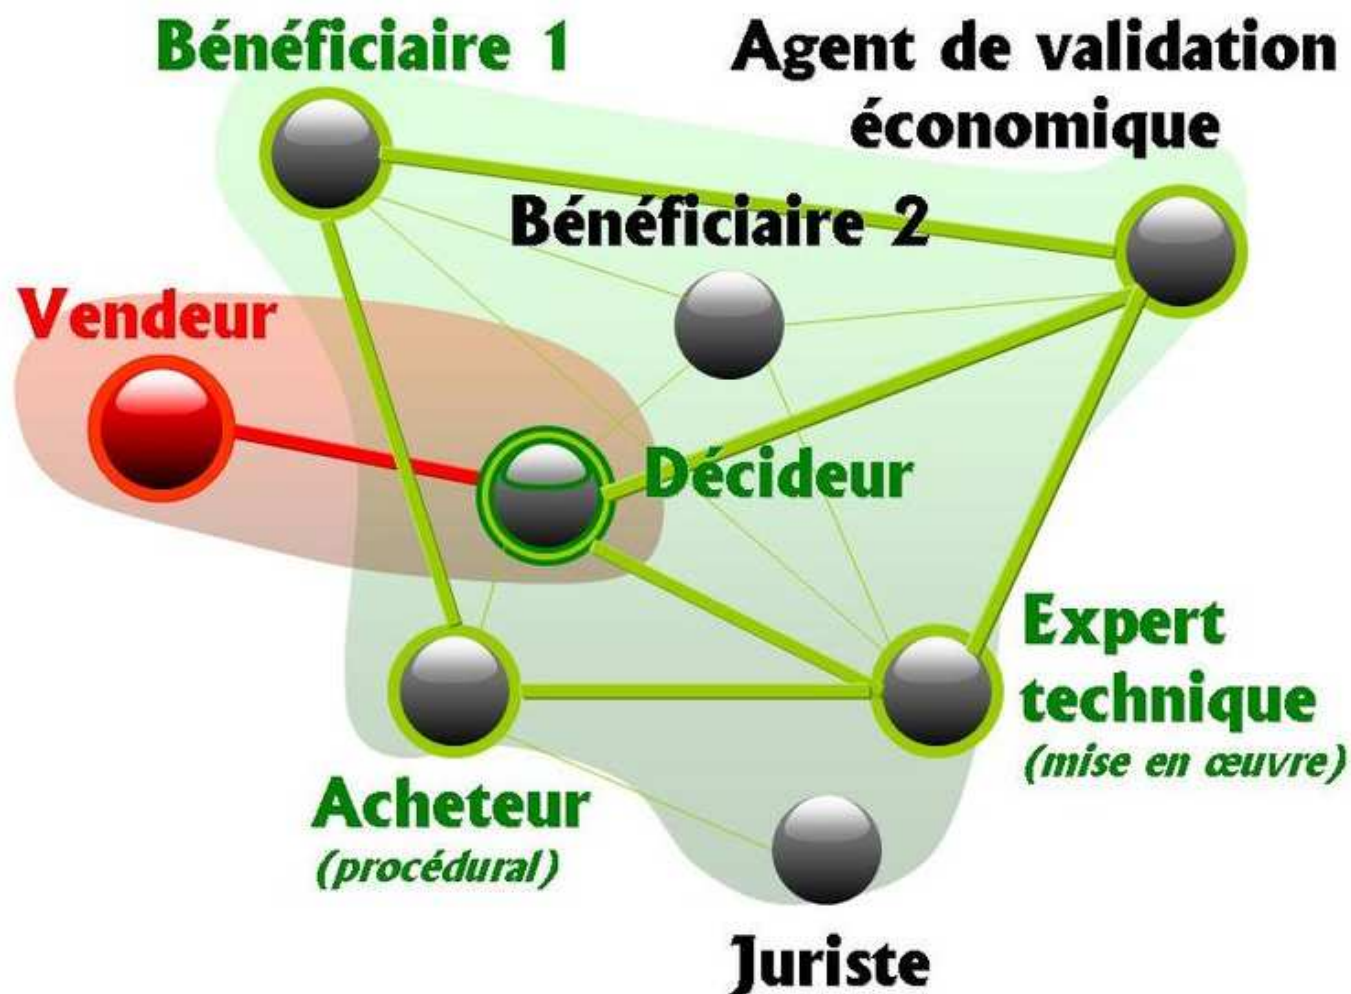 Bénéficiaire 1
Agent de validation
économique
Bénéficiaire 2
Vendeur
Décideur
Expert
technique
(mise en œuvre)
Acheteur
(procédural)
Juriste